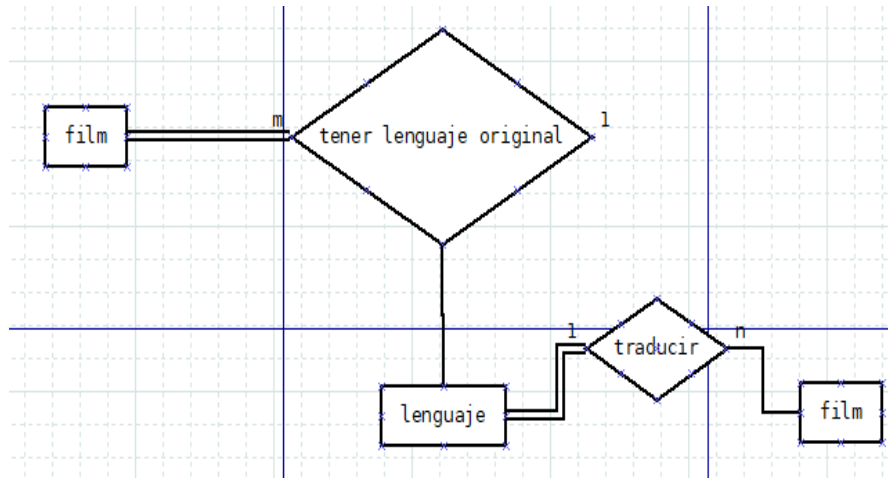 m
1
film
tener lenguaje original
1
n
traducir
lenguaje
film